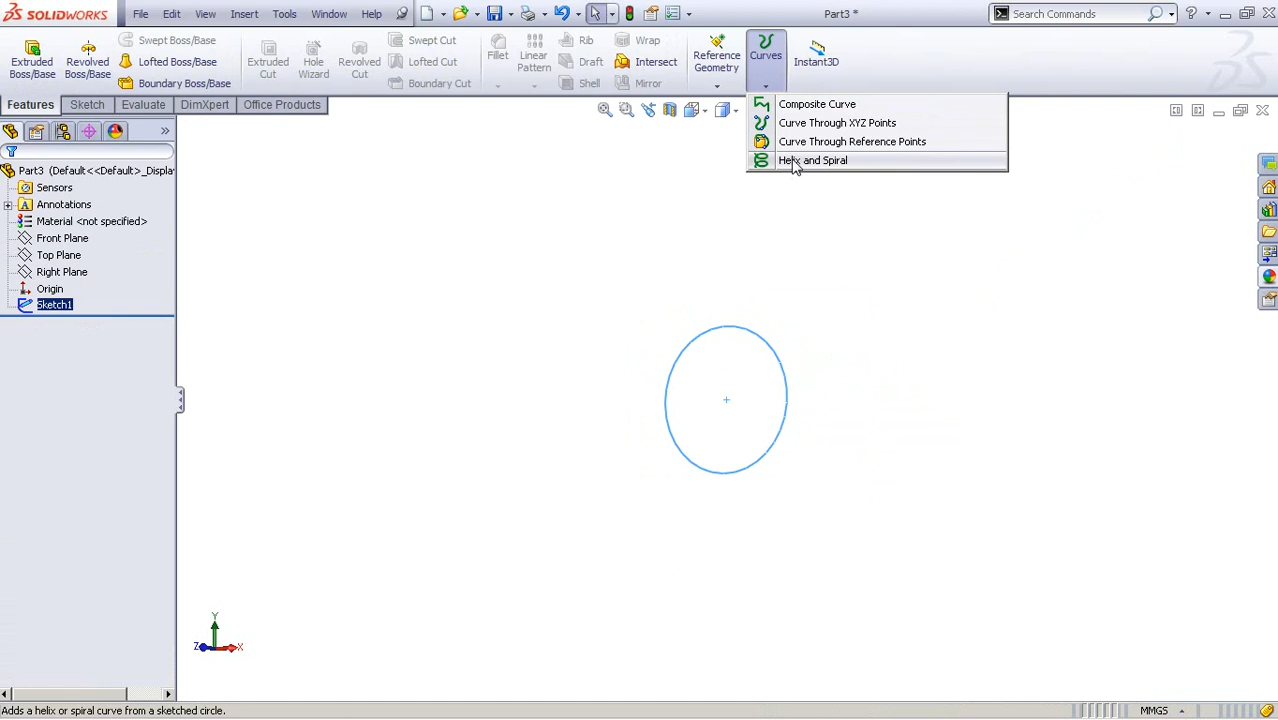 SOLIDWORKS File Edit View Insert Tools Window Help Part3 * Search Commands
Extruded Boss/Base
Revolved Boss/Base
Swept Boss/Base
Lofted Boss/Base
Boundary Boss/Base
Extruded Cut
Hole Wizard
Revolved Cut
Swept Cut
Lofted Cut
Boundary Cut
Fillet
Linear Pattern
Rib
Draft
Shell
Wrap
Intersect
Mirror
Reference Geometry
Curves
Instant3D
Features Sketch Evaluate DimXpert Office Products
Composite Curve
Curve Through XYZ Points
Curve Through Reference Points
Helix and Spiral
Part3 (Default<<Default>_Displa
Sensors
Annotations
Material <not specified>
Front Plane
Top Plane
Right Plane
Origin
Sketch1
Y
Z X
Adds a helix or spiral curve from a sketched circle. MMGS